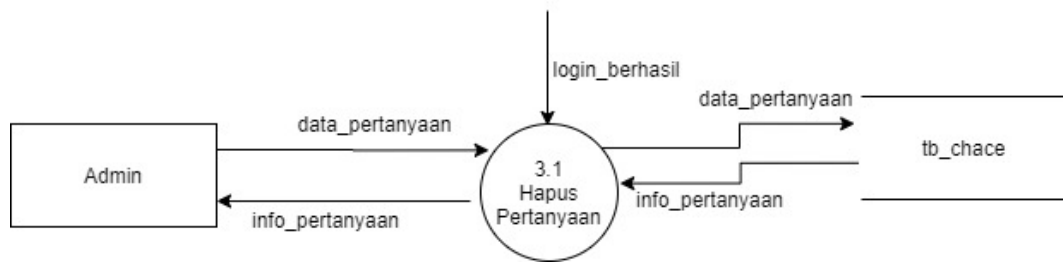 login_berhasil
data_pertanyaan
data_pertanyaan
Admin
3.1
Hapus
Pertanyaan
tb_chace
info_pertanyaan
info_pertanyaan